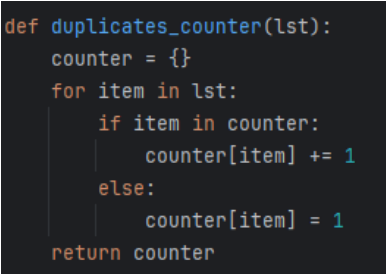 def duplicates_counter(lst):
    counter = {}
    for item in lst:
        if item in counter:
            counter[item] += 1
        else:
            counter[item] = 1
    return counter